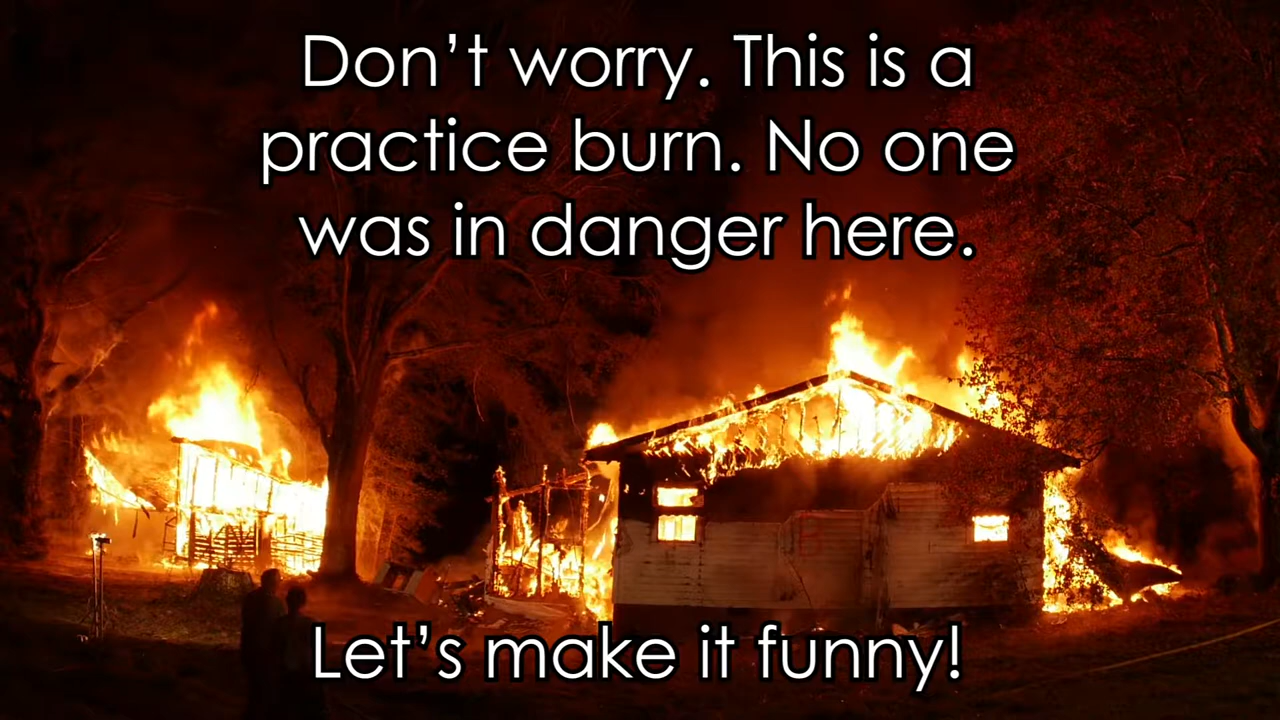 Don’t worry. This is a
practice burn. No one
was in danger here.
Let’s make it funny!